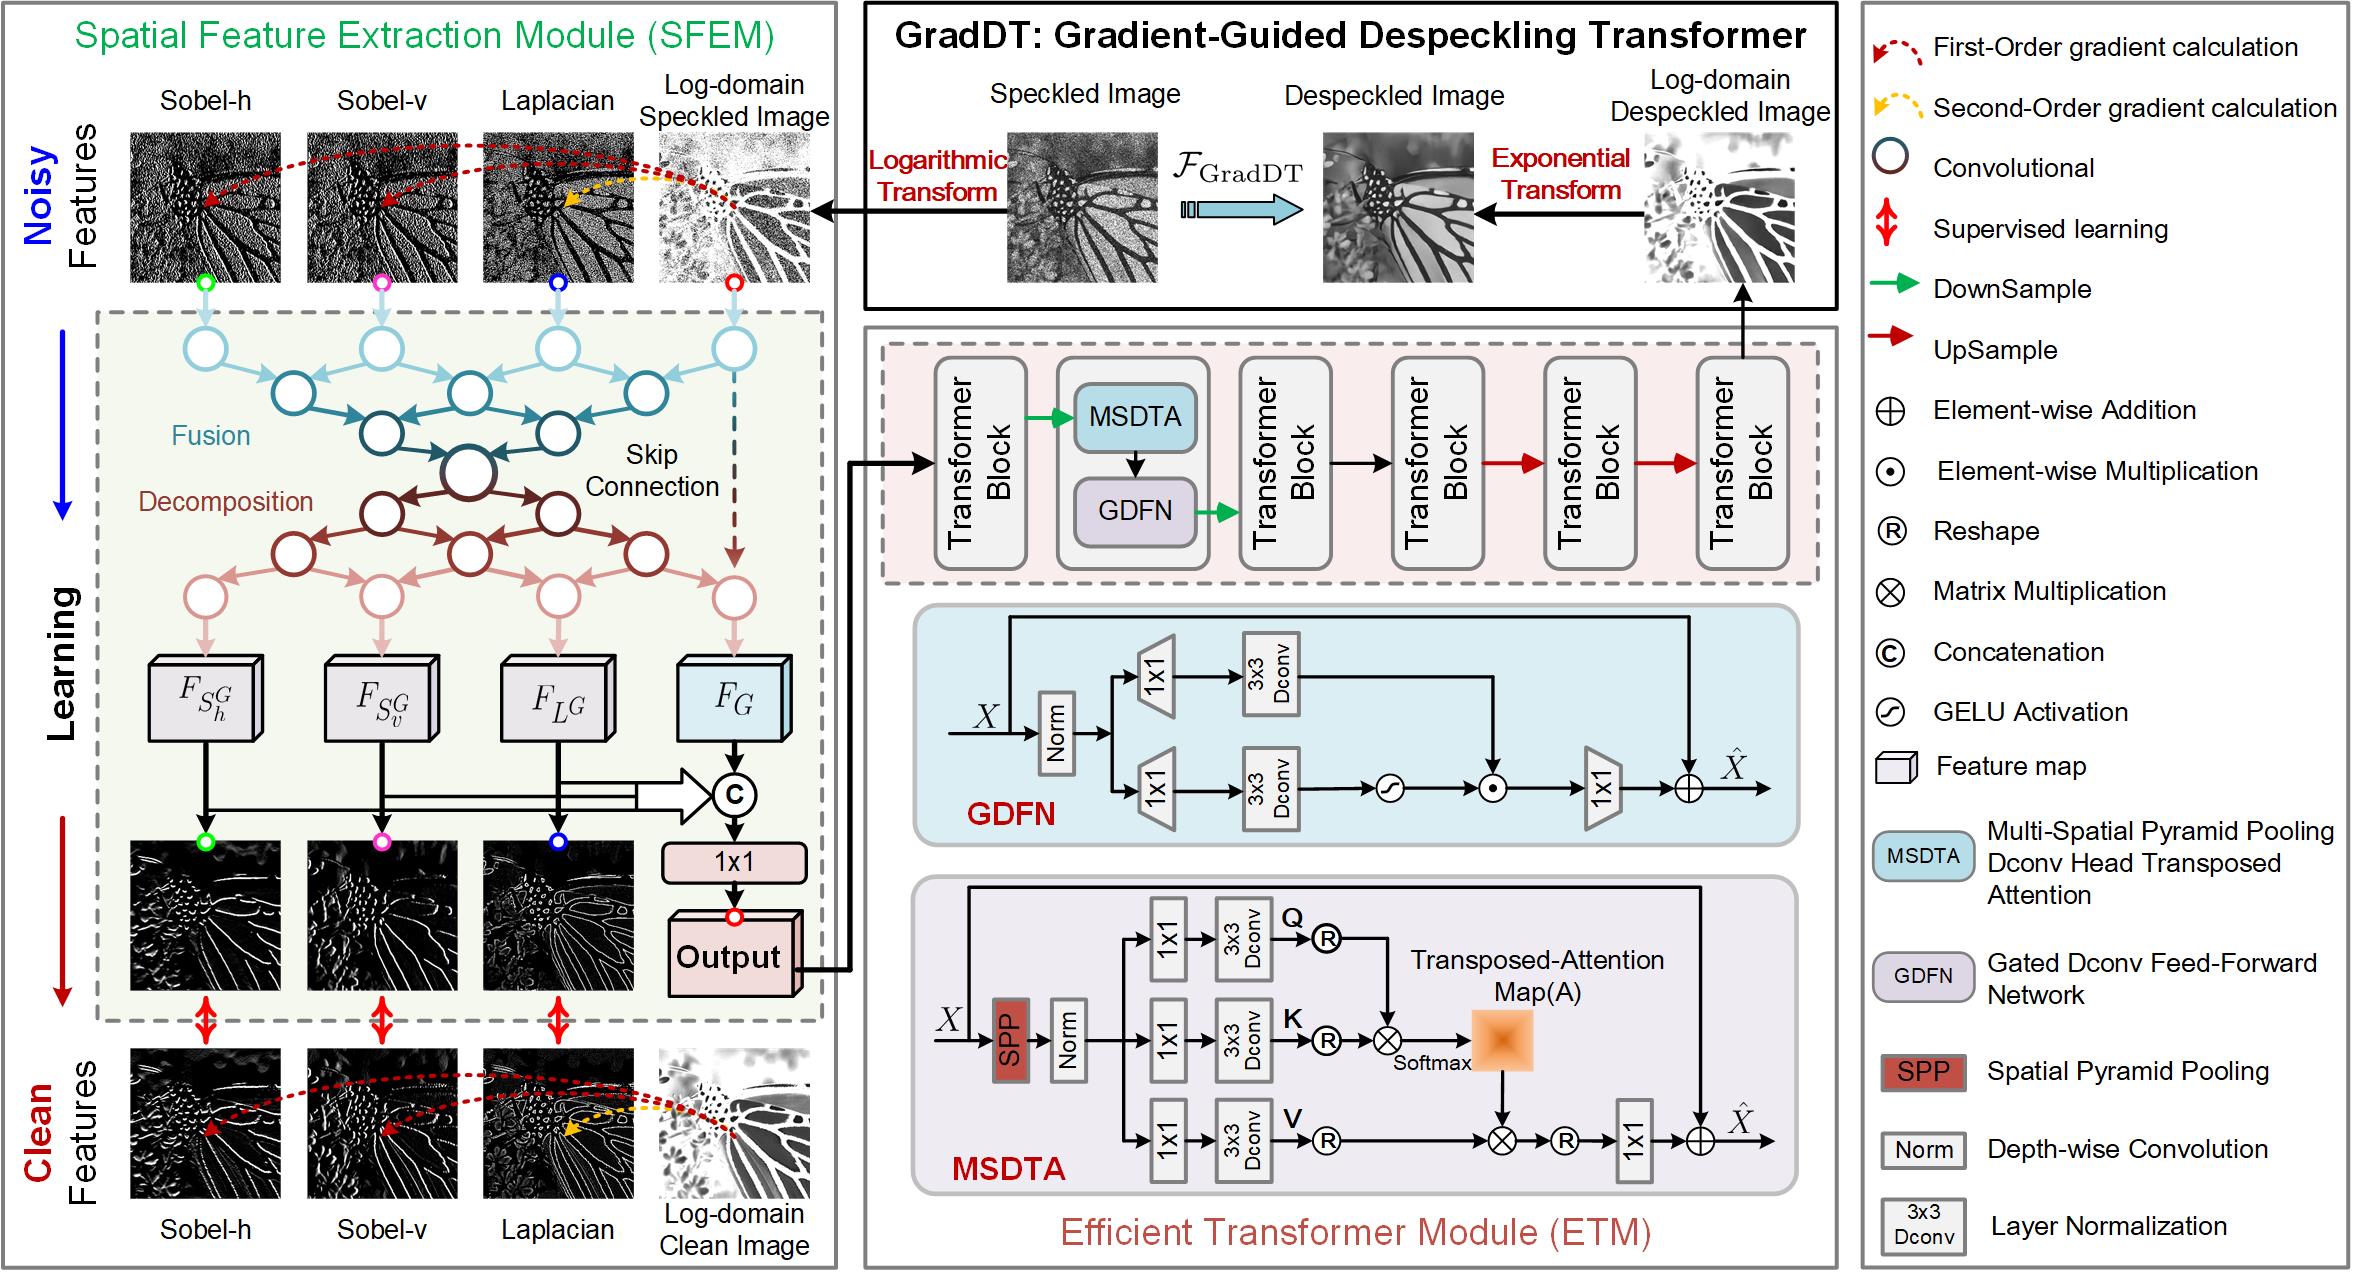 Spatial Feature Extraction Module (SFEM)
Sobel-h
Sobel-v
Laplacian
Log-domain
Speckled Image
Noisy
Features
Fusion
Decomposition
Skip
Connection
Learning
F_{S_h^G}
F_{S_v^G}
F_{L^G}
F_G
C
1x1
Output
Clean
Features
Sobel-h
Sobel-v
Laplacian
Log-domain
Clean Image
GradDT: Gradient-Guided Despeckling Transformer
Speckled Image
Despeckled Image
Log-domain
Despeckled Image
Logarithmic
Transform
\mathcal{F}_{GradDT}
Exponential
Transform
Transformer
Block
MSDTA
GDFN
Transformer
Block
Transformer
Block
Transformer
Block
Transformer
Block
X
Norm
1x1
3x3
Dconv
1x1
3x3
Dconv
1x1
X̂
GDFN
X
SPP
Norm
1x1
3x3
Dconv
Q
R
1x1
3x3
Dconv
K
R
Softmax
Transposed-Attention
Map(A)
1x1
3x3
Dconv
V
R
R
1x1
X̂
MSDTA
Efficient Transformer Module (ETM)
First-Order gradient calculation
Second-Order gradient calculation
Convolutional
Supervised learning
DownSample
UpSample
Element-wise Addition
Element-wise Multiplication
R Reshape
Matrix Multiplication
C Concatenation
GELU Activation
Feature map
MSDTA
Multi-Spatial Pyramid Pooling
Dconv Head Transposed
Attention
GDFN
Gated Dconv Feed-Forward
Network
SPP Spatial Pyramid Pooling
Norm Depth-wise Convolution
3x3
Dconv
Layer Normalization